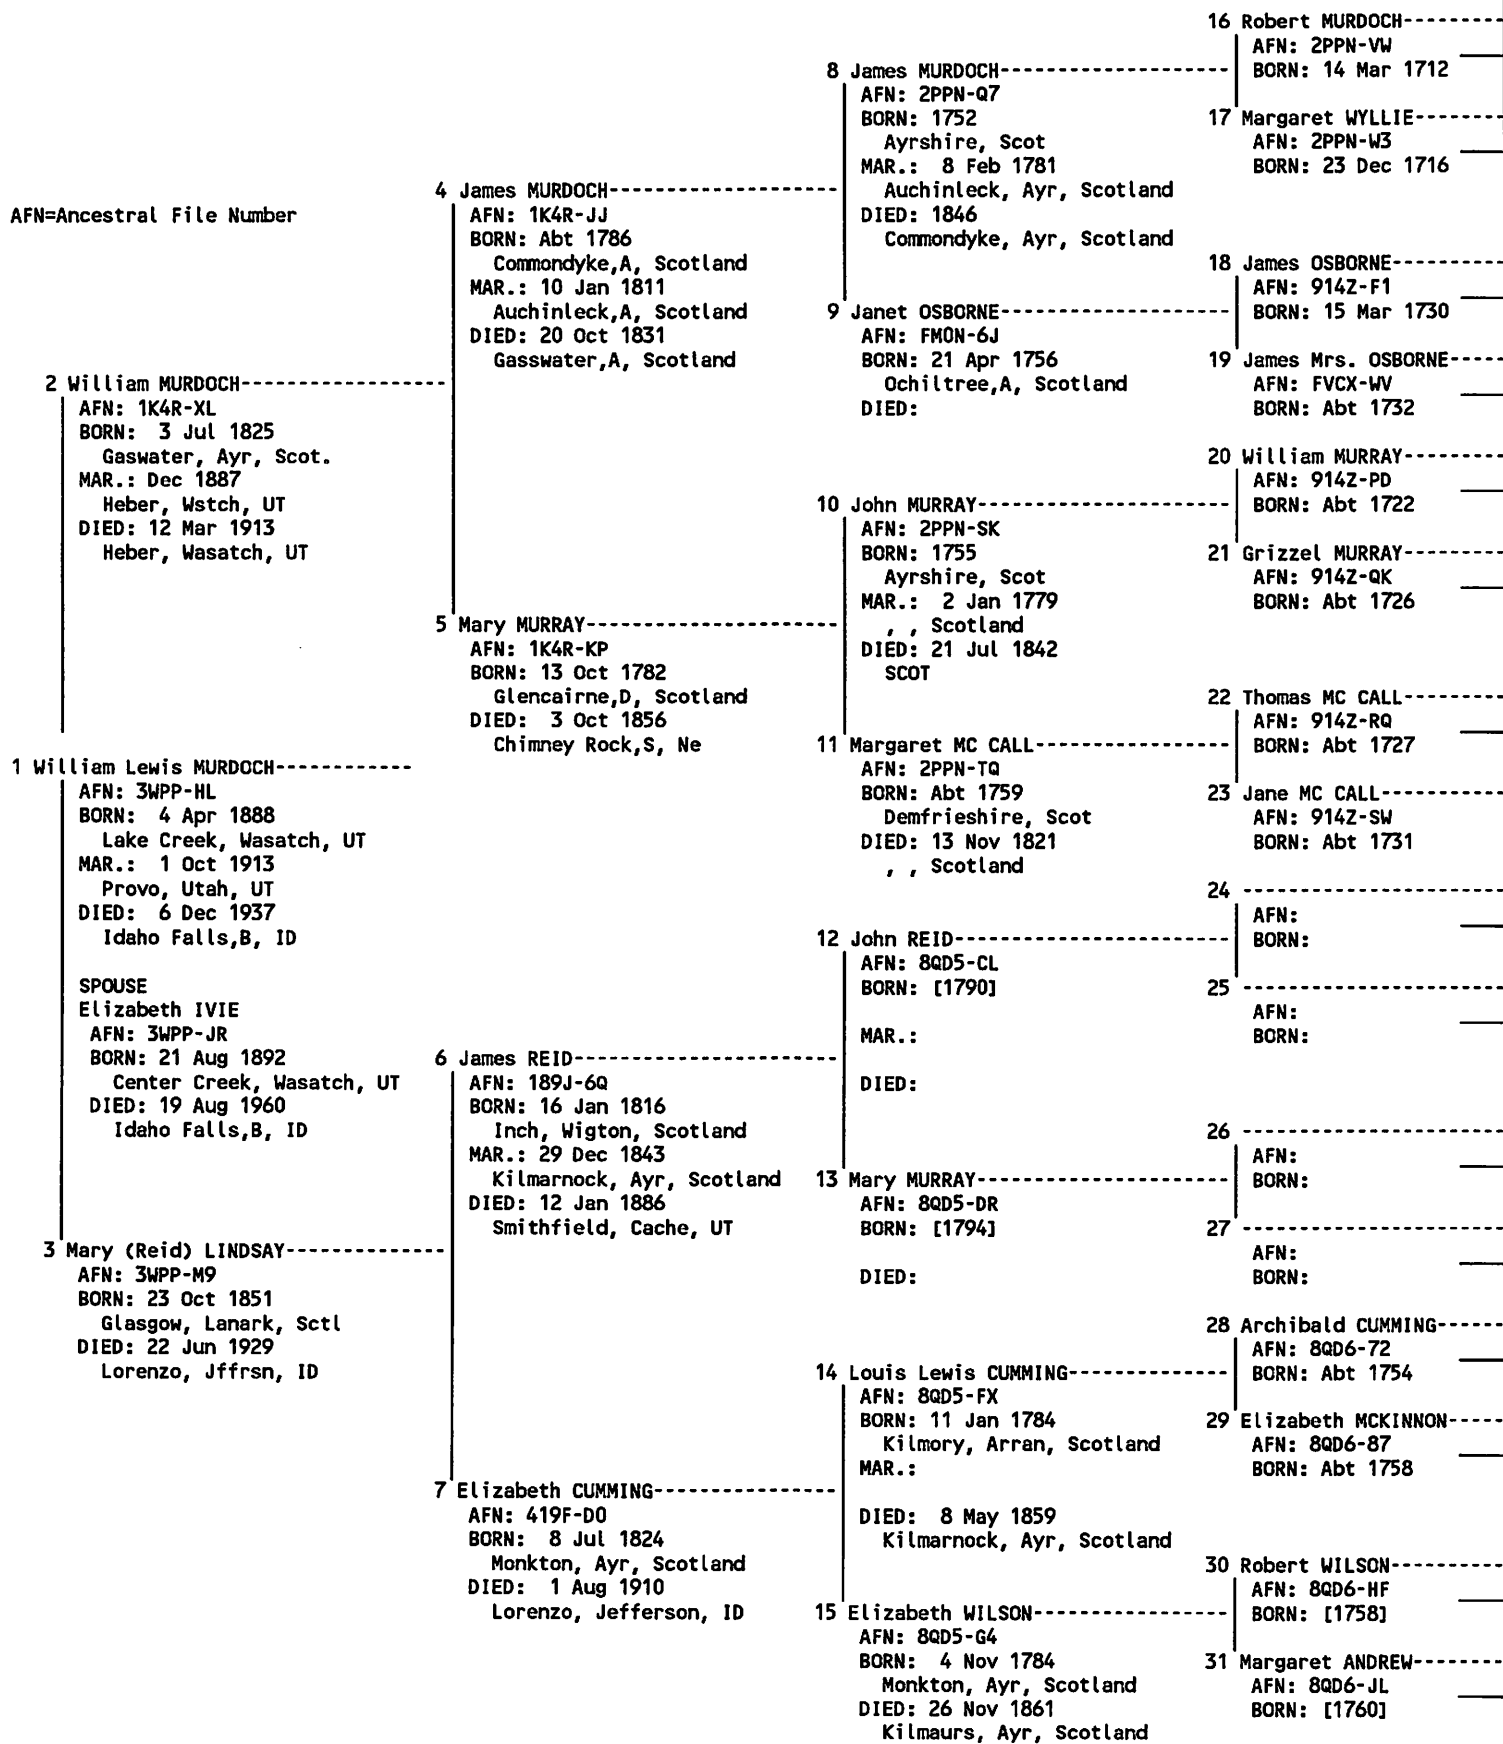 AFN=Ancestral File Number
1 William Lewis MURDOCH------------
AFN: 3WPP-HL
BORN: 4 Apr 1888
Lake Creek, Wasatch, UT
MAR.: 1 Oct 1913
Provo, Utah, UT
DIED: 6 Dec 1937
Idaho Falls,B, ID
SPOUSE
Elizabeth IVIE
AFN: 3WPP-JR
BORN: 21 Aug 1892
Center Creek, Wasatch, UT
DIED: 19 Aug 1960
Idaho Falls,B, ID
2 William MURDOCH------------------
AFN: 1K4R-XL
BORN: 3 Jul 1825
Gaswater, Ayr, Scot.
MAR.: Dec 1887
Heber, Wstch, UT
DIED: 12 Mar 1913
Heber, Wasatch, UT
3 Mary (Reid) LINDSAY--------------
AFN: 3WPP-M9
BORN: 23 Oct 1851
Glasgow, Lanark, Sctl
DIED: 22 Jun 1929
Lorenzo, Jffrsn, ID
4 James MURDOCH--------------------
AFN: 1K4R-JJ
BORN: Abt 1786
Commondyke,A, Scotland
MAR.: 10 Jan 1811
Auchinleck,A, Scotland
DIED: 20 Oct 1831
Gasswater,A, Scotland
5 Mary MURRAY----------------------
AFN: 1K4R-KP
BORN: 13 Oct 1782
Glencairne,D, Scotland
DIED: 3 Oct 1856
Chimney Rock,S, Ne
6 James REID-----------------------
AFN: 189J-6Q
BORN: 16 Jan 1816
Inch, Wigton, Scotland
MAR.: 29 Dec 1843
Kilmarnock, Ayr, Scotland
DIED: 12 Jan 1886
Smithfield, Cache, UT
7 Elizabeth CUMMING----------------
AFN: 419F-D0
BORN: 8 Jul 1824
Monkton, Ayr, Scotland
DIED: 1 Aug 1910
Lorenzo, Jefferson, ID
8 James MURDOCH--------------------
AFN: 2PPN-Q7
BORN: 1752
Ayrshire, Scot
MAR.: 8 Feb 1781
Auchinleck, Ayr, Scotland
DIED: 1846
Commondyke, Ayr, Scotland
9 Janet OSBORNE--------------------
AFN: FM0N-6J
BORN: 21 Apr 1756
Ochiltree,A, Scotland
DIED:
10 John MURRAY----------------------
AFN: 2PPN-SK
BORN: 1755
Ayrshire, Scot
MAR.: 2 Jan 1779
, , Scotland
DIED: 21 Jul 1842
SCOT
11 Margaret MC CALL-----------------
AFN: 2PPN-TQ
BORN: Abt 1759
Demfrieshire, Scot
DIED: 13 Nov 1821
, , Scotland
12 John REID------------------------
AFN: 8QD5-CL
BORN: [1790]
MAR.:
DIED:
13 Mary MURRAY----------------------
AFN: 8QD5-DR
BORN: [1794]
DIED:
14 Louis Lewis CUMMING--------------
AFN: 8QD5-FX
BORN: 11 Jan 1784
Kilmory, Arran, Scotland
MAR.:
DIED: 8 May 1859
Kilmarnock, Ayr, Scotland
15 Elizabeth WILSON-----------------
AFN: 8QD5-G4
BORN: 4 Nov 1784
Monkton, Ayr, Scotland
DIED: 26 Nov 1861
Kilmaurs, Ayr, Scotland
16 Robert MURDOCH--------
AFN: 2PPN-VW
BORN: 14 Mar 1712
17 Margaret WYLLIE-------
AFN: 2PPN-W3
BORN: 23 Dec 1716
18 James OSBORNE---------
AFN: 914Z-F1
BORN: 15 Mar 1730
19 James Mrs. OSBORNE----
AFN: FVCX-WV
BORN: Abt 1732
20 William MURRAY--------
AFN: 914Z-PD
BORN: Abt 1722
21 Grizzel MURRAY--------
AFN: 914Z-QK
BORN: Abt 1726
22 Thomas MC CALL--------
AFN: 914Z-RQ
BORN: Abt 1727
23 Jane MC CALL----------
AFN: 914Z-SW
BORN: Abt 1731
24 ----------------------
AFN:
BORN:
25 ----------------------
AFN:
BORN:
26 ----------------------
AFN:
BORN:
27 ----------------------
AFN:
BORN:
28 Archibald CUMMING-----
AFN: 8QD6-72
BORN: Abt 1754
29 Elizabeth MCKINNON----
AFN: 8QD6-87
BORN: Abt 1758
30 Robert WILSON---------
AFN: 8QD6-HF
BORN: [1758]
31 Margaret ANDREW-------
AFN: 8QD6-JL
BORN: [1760]